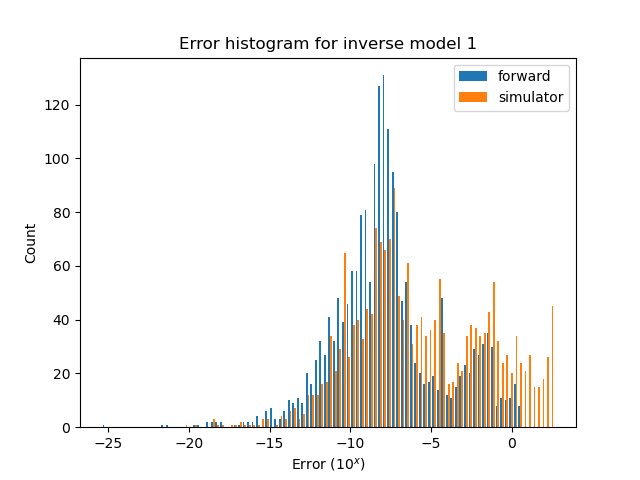 Error histogram for inverse model 1
forward
simulator
120
100
80
60
40
20
0
Count
−25 −20 −15 −10 −5 0
Error (10^x)